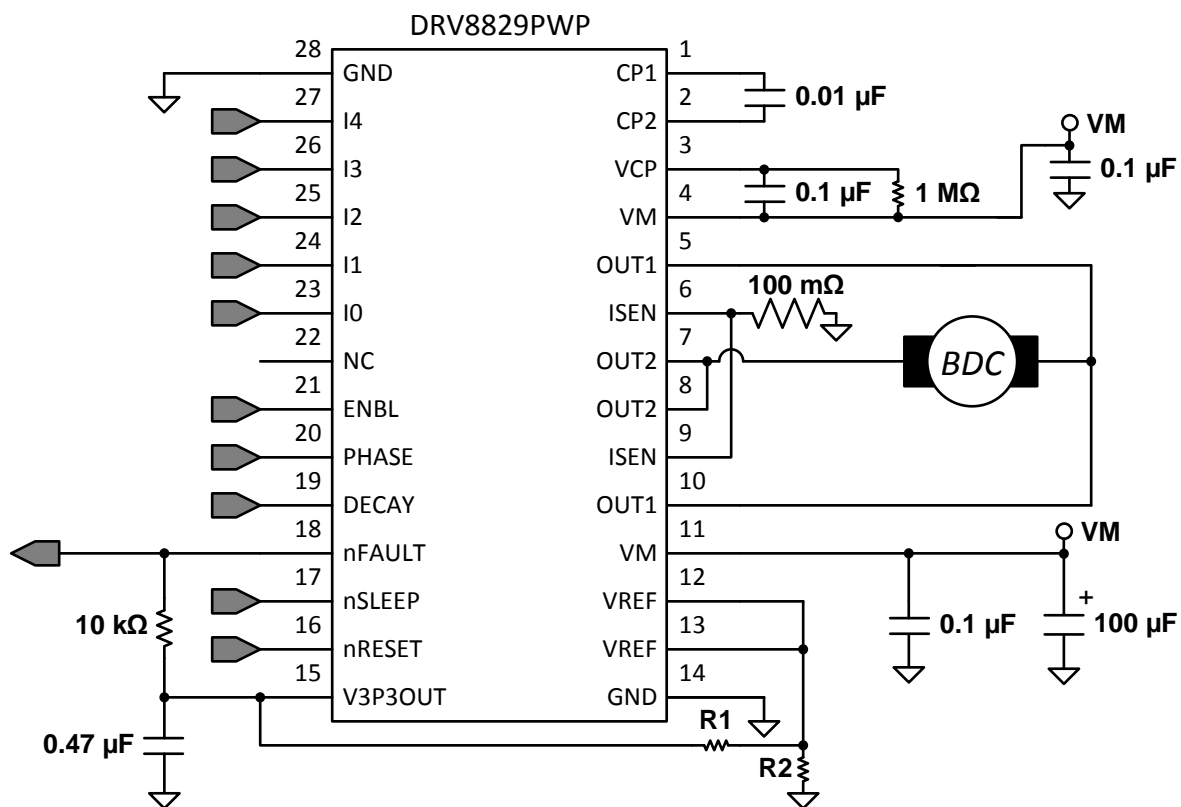 DRV8829PWP
28
GND
27
I4
26
I3
25
I2
24
I1
23
I0
22
NC
21
ENBL
20
PHASE
19
DECAY
18
nFAULT
17
nSLEEP
16
nRESET
15
V3P3OUT
10 kΩ
0.47 µF
1
CP1
2
CP2
3
VCP
4
VM
5
OUT1
6
ISEN
7
OUT2
8
OUT2
9
ISEN
10
OUT1
11
VM
12
VREF
13
VREF
14
GND
0.01 µF
0.1 µF
1 MΩ
VM
0.1 µF
100 mΩ
BDC
VM
0.1 µF
+
100 µF
R1
R2